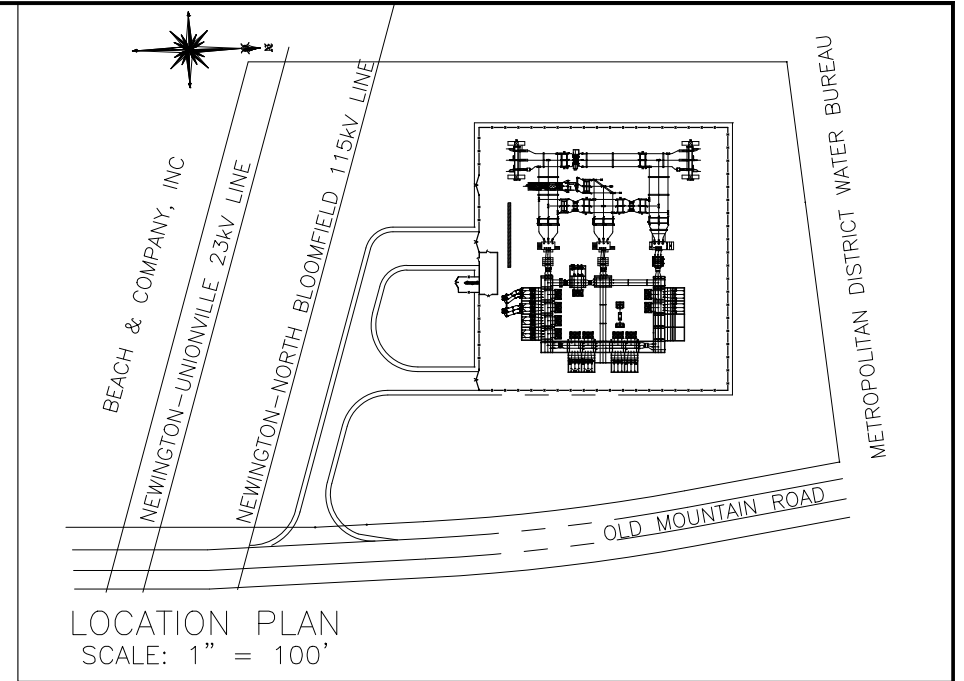 BEACH & COMPANY, INC
NEWINGTON-UNIONVILLE 23kV LINE
NEWINGTON-NORTH BLOOMFIELD 115kV LINE
METROPOLITAN DISTRICT WATER BUREAU
OLD MOUNTAIN ROAD
LOCATION PLAN
SCALE: 1" = 100'